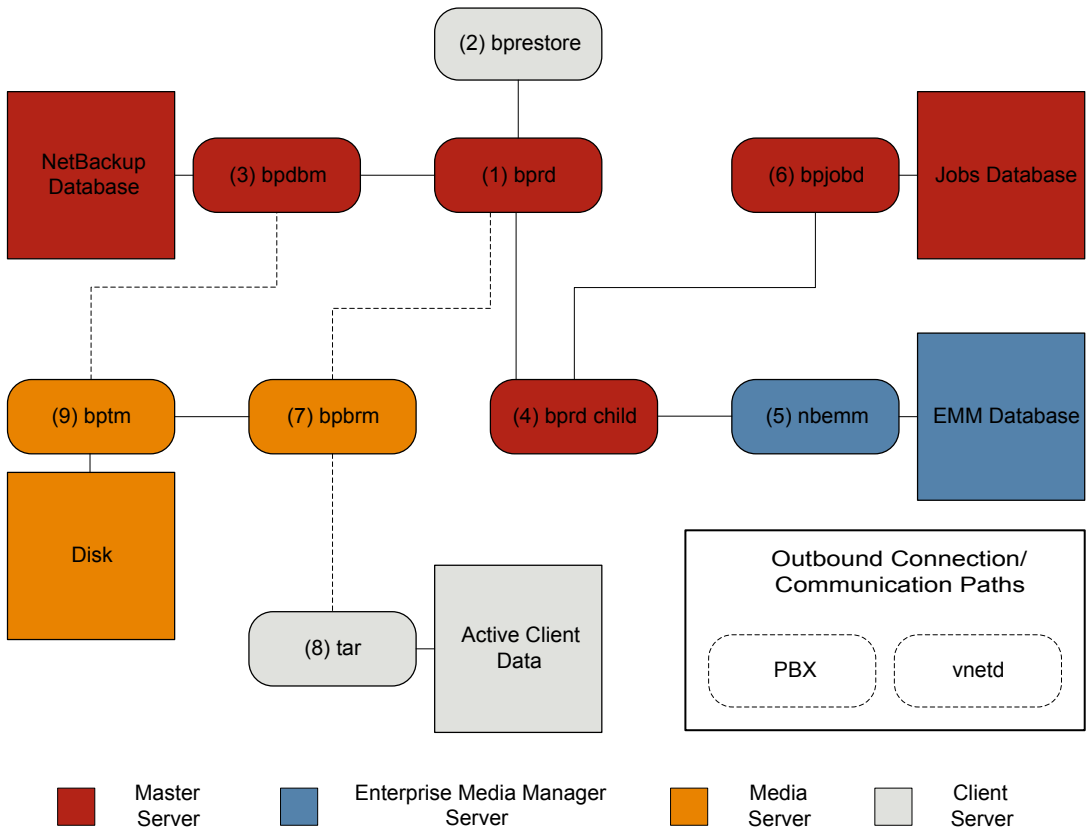 (2) bprestore
NetBackup
Database
(3) bpdbm
(1) bprd
(6) bpjobd
Jobs Database
(9) bptm
(7) bpbrm
(4) bprd child
(5) nbemm
EMM Database
Disk
(8) tar
Active Client
Data
Outbound Connection/
Communication Paths
PBX
vnetd
Master
Server
Enterprise Media Manager
Server
Media
Server
Client
Server